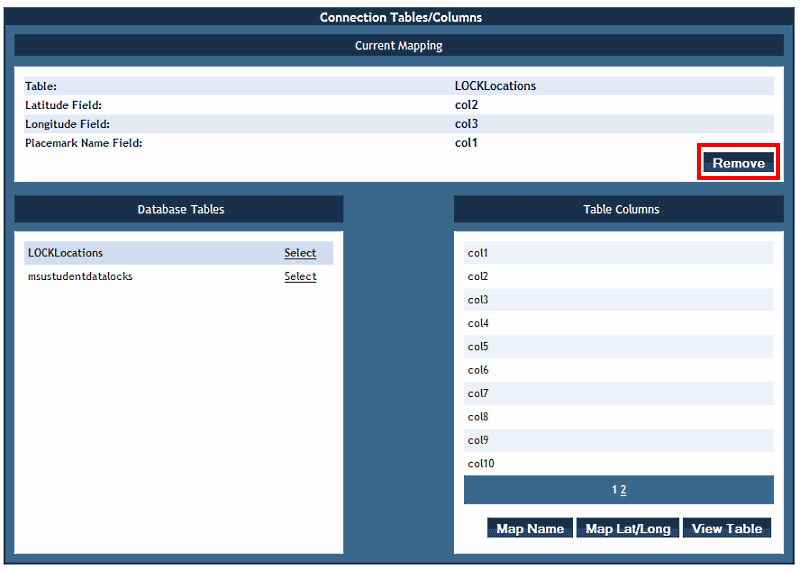 Connection Tables/Columns
Current Mapping
Table: LOCKLocations
Latitude Field: col2
Longitude Field: col3
Placemark Name Field: col1
Remove
Database Tables
LOCKLocations Select
msustudentdatalocks Select
Table Columns
col1
col2
col3
col4
col5
col6
col7
col8
col9
col10
1 2
Map Name Map Lat/Long View Table